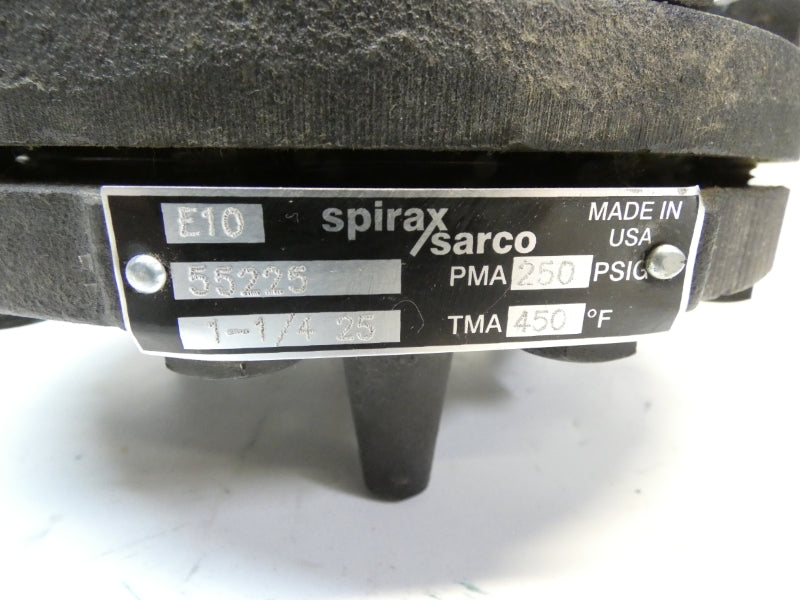 E10
spirax
sarco
MADE IN
USA
55225
PMA 250 PSIG
1-1/4 25
TMA 450 °F